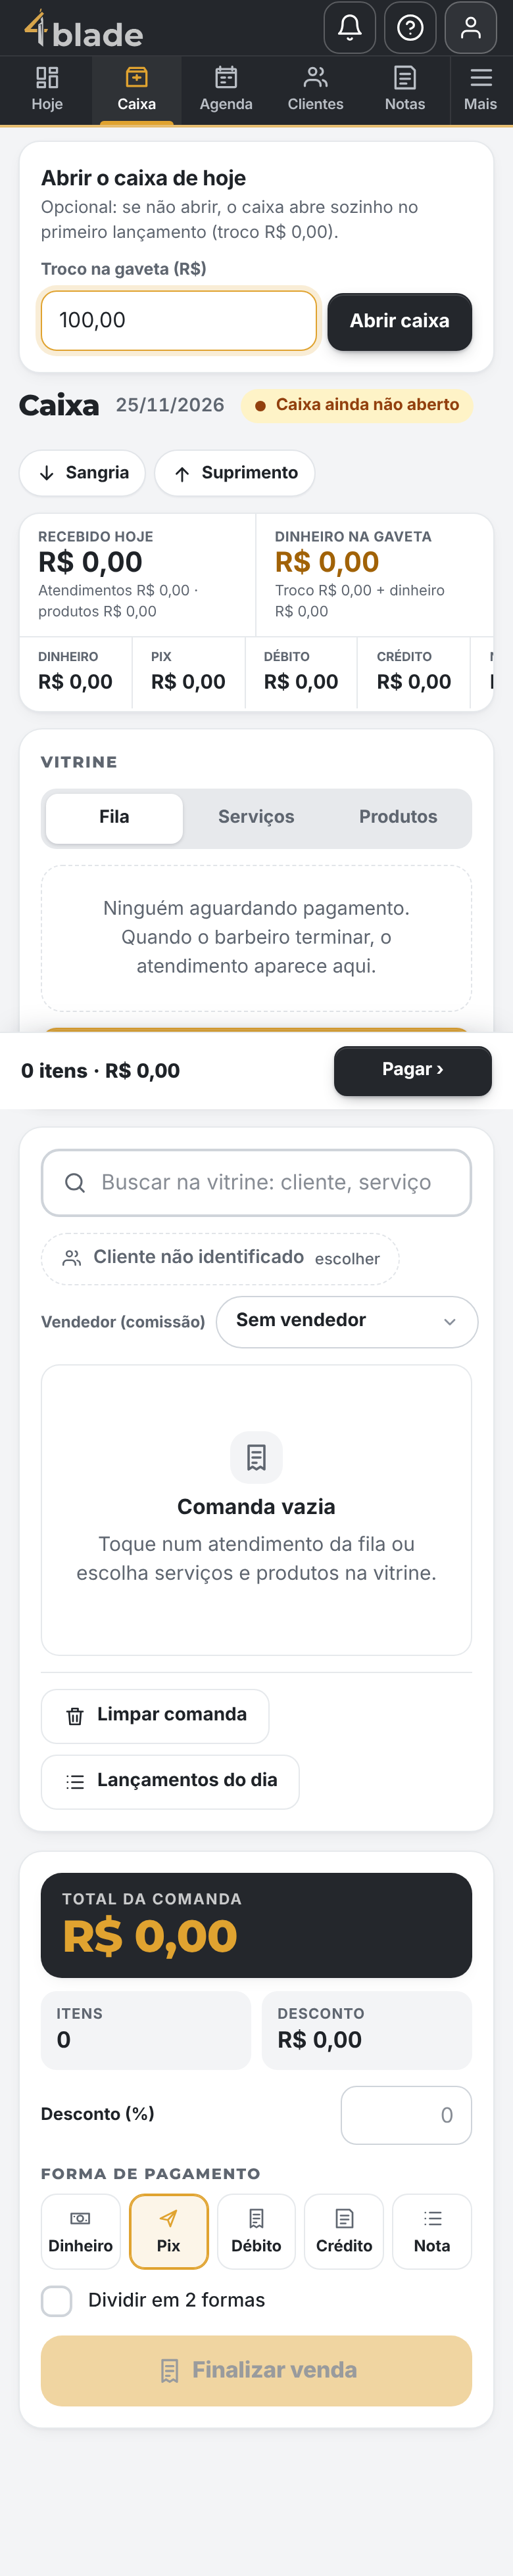 4blade
Hoje
Caixa
Agenda
Clientes
Notas
Mais
Abrir o caixa de hoje
Opcional: se não abrir, o caixa abre sozinho no
primeiro lançamento (troco R$ 0,00).
Troco na gaveta (R$)
100,00
Abrir caixa
Caixa
25/11/2026
Caixa ainda não aberto
Sangria
Suprimento
RECEBIDO HOJE
R$ 0,00
Atendimentos R$ 0,00 ·
produtos R$ 0,00
DINHEIRO NA GAVETA
R$ 0,00
Troco R$ 0,00 + dinheiro
R$ 0,00
DINHEIRO
R$ 0,00
PIX
R$ 0,00
DÉBITO
R$ 0,00
CRÉDITO
R$ 0,00
VITRINE
Fila
Serviços
Produtos
Ninguém aguardando pagamento.
Quando o barbeiro terminar, o
atendimento aparece aqui.
0 itens · R$ 0,00
Pagar ›
Buscar na vitrine: cliente, serviço
Cliente não identificado escolher
Vendedor (comissão)
Sem vendedor
Comanda vazia
Toque num atendimento da fila ou
escolha serviços e produtos na vitrine.
Limpar comanda
Lançamentos do dia
TOTAL DA COMANDA
R$ 0,00
ITENS
0
DESCONTO
R$ 0,00
Desconto (%)
0
FORMA DE PAGAMENTO
Dinheiro
Pix
Débito
Crédito
Nota
Dividir em 2 formas
Finalizar venda